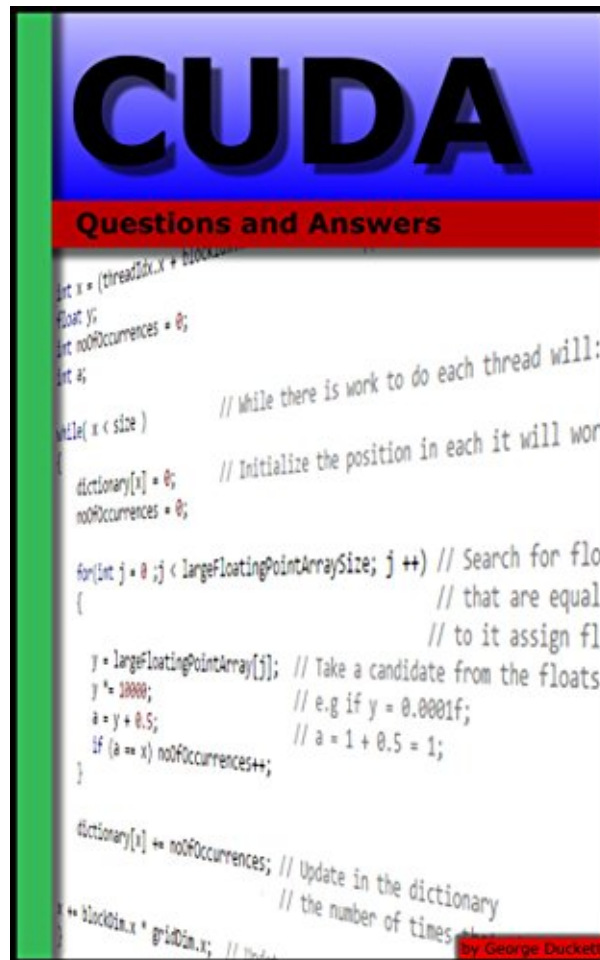 CUDA
Questions and Answers
int x = (threadIdx.x + blockIdx.
float y;
int noOfOccurrences = 0;
int a;
while( x < size ) // While there is work to do each thread will:
{
dictionary[x] = 0; // Initialize the position in each it will wor
noOfOccurrences = 0;
for(int j = 0 ;j < largeFloatingPointArraySize; j ++) // Search for flo
{ // that are equal
// to it assign fl
y = largeFloatingPointArray[j]; // Take a candidate from the floats
y *= 10000; // e.g if y = 0.0001f;
a = y + 0.5; // a = 1 + 0.5 = 1;
if (a == x) noOfOccurrences++;
}
dictionary[x] += noOfOccurrences; // Update in the dictionary
// the number of times
x += blockDim.x * gridDim.x; //
by George Duckett